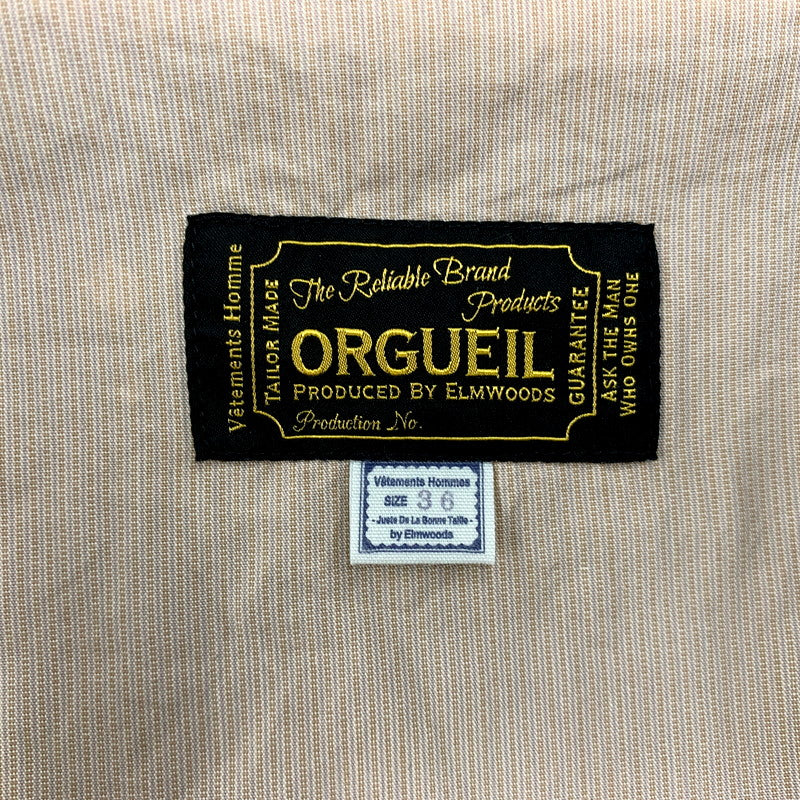 Vêtements Homme
TAILOR MADE
The Reliable Brand
Products
ORGUEIL
PRODUCED BY ELMWOODS
Production No.
GUARANTEE
ASK THE MAN
WHO OWNS ONE
Vêtements Hommes
SIZE 36
- Juste De La Bonne Taille -
by Elmwoods